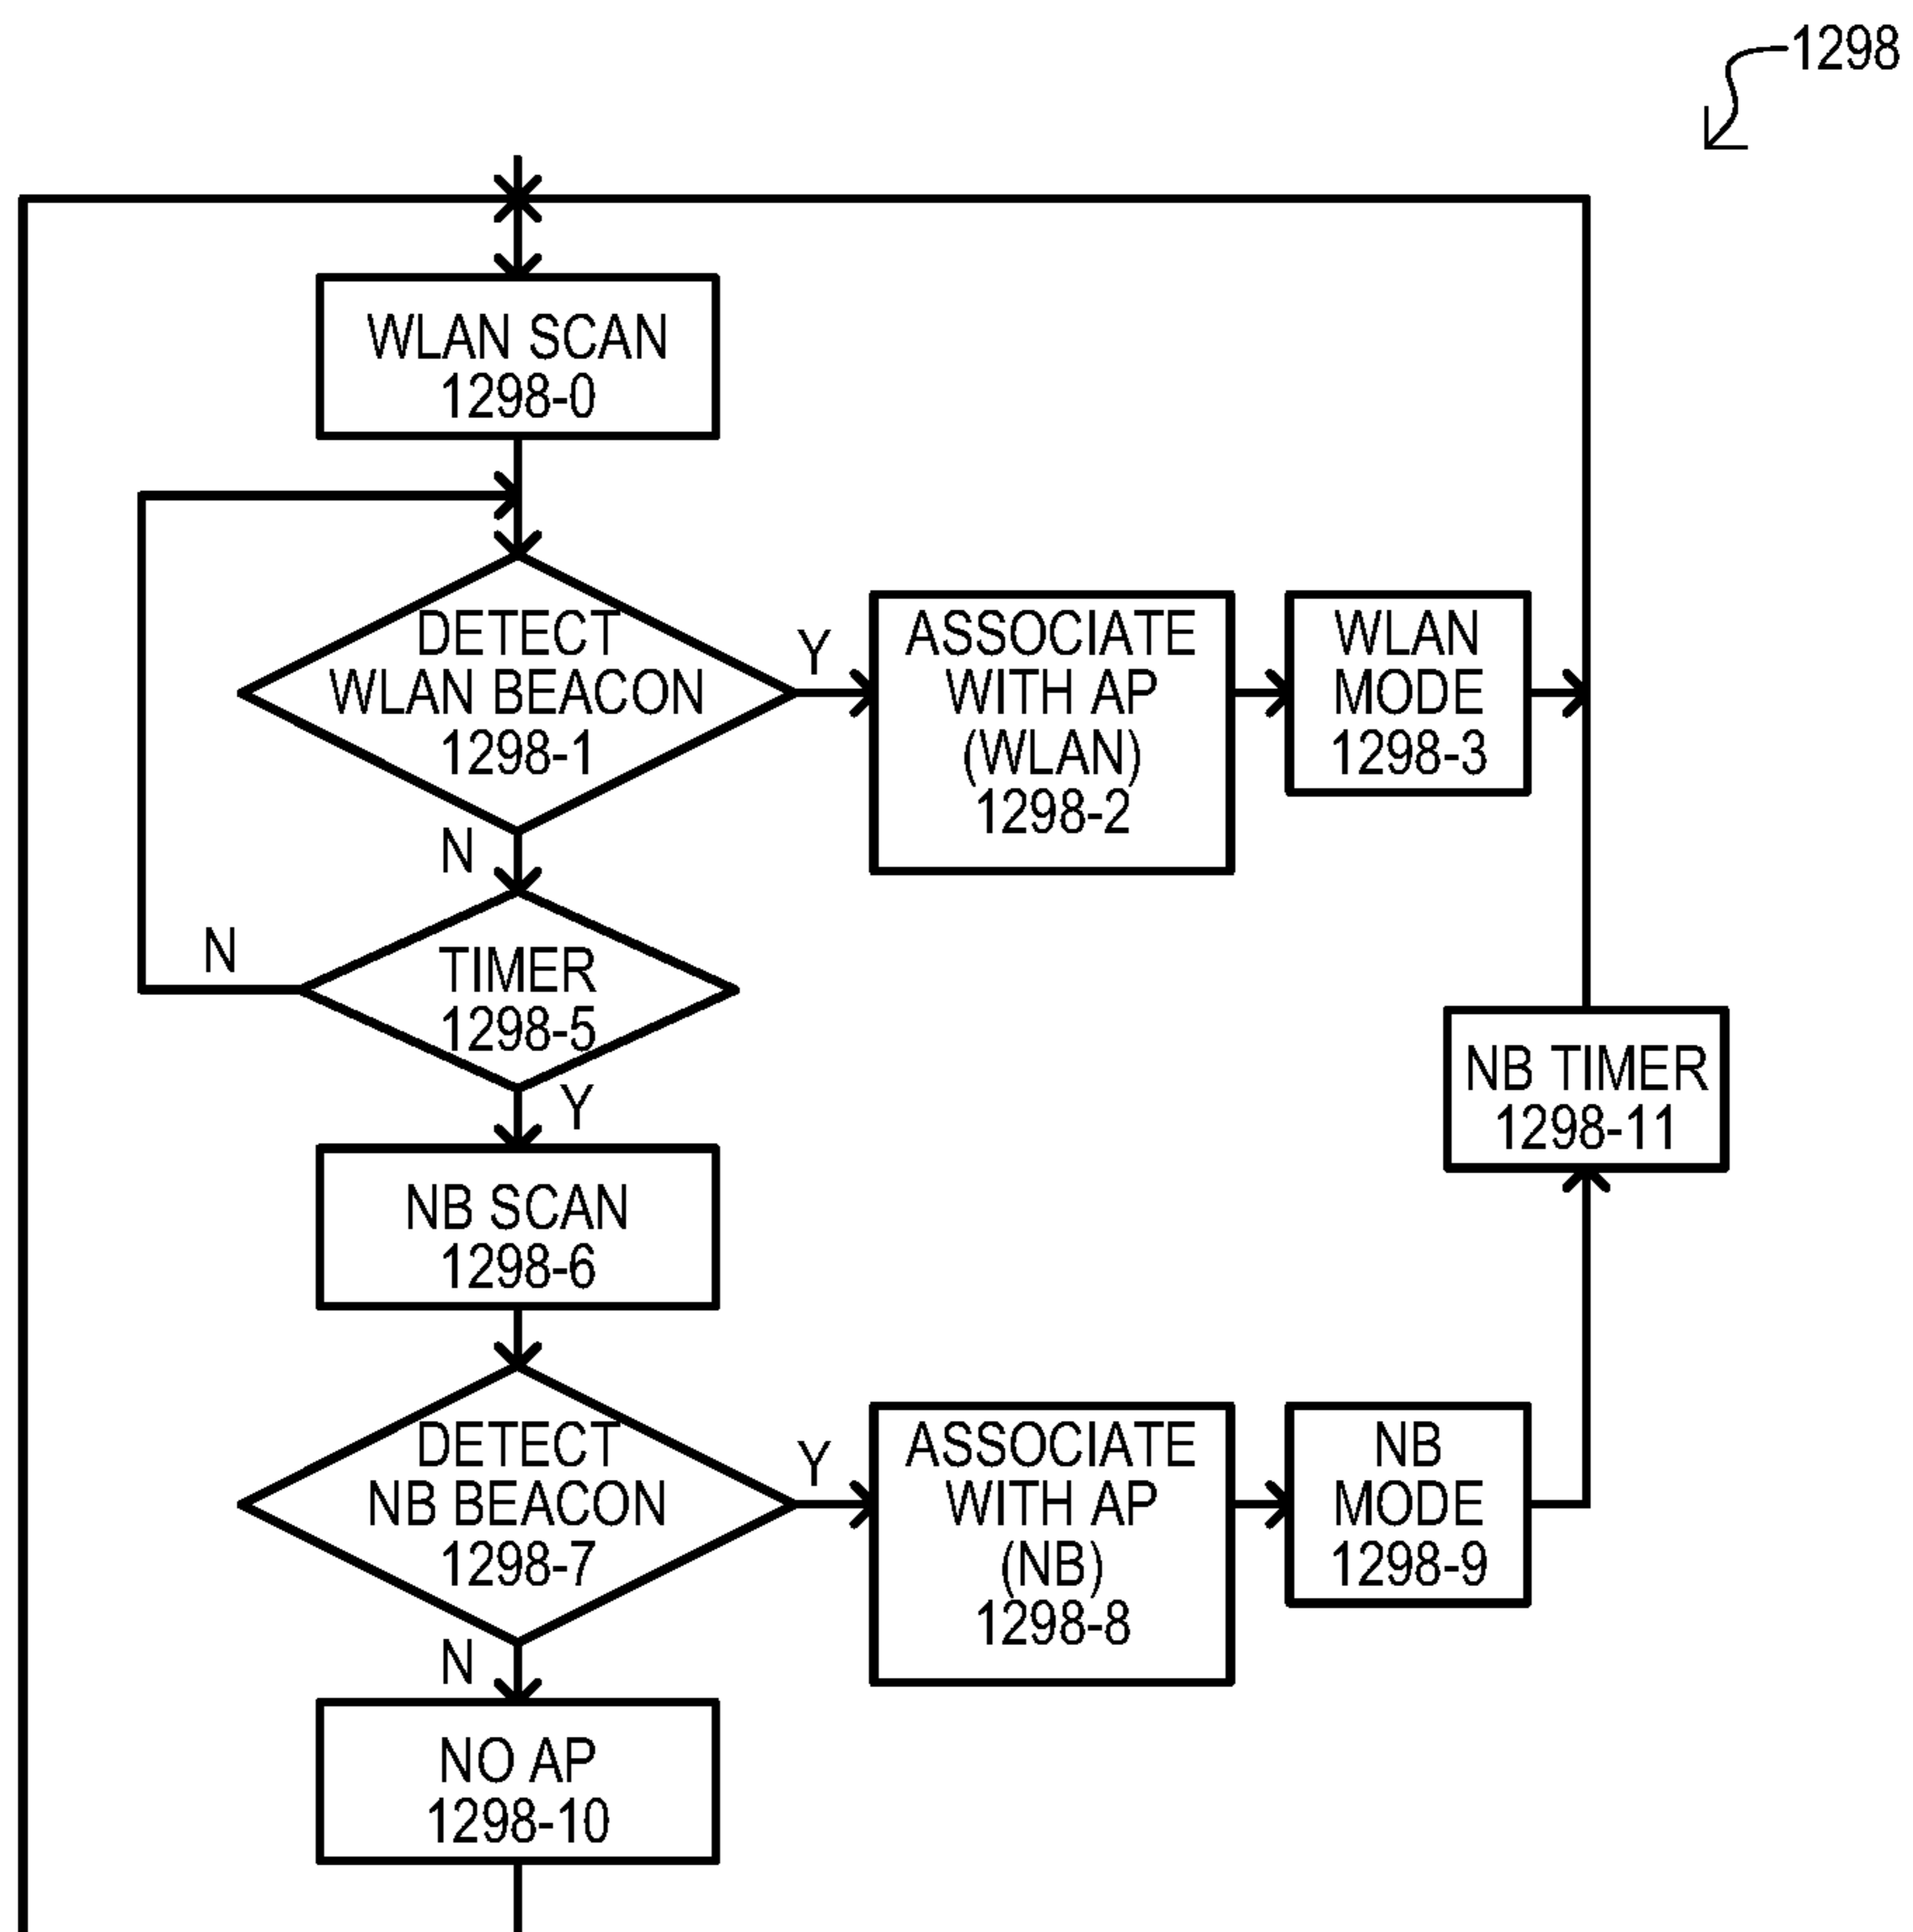 1298
WLAN SCAN
1298-0
DETECT
WLAN BEACON
1298-1
Y
ASSOCIATE
WITH AP
(WLAN)
1298-2
WLAN
MODE
1298-3
N
TIMER
1298-5
N
Y
NB TIMER
1298-11
NB SCAN
1298-6
DETECT
NB BEACON
1298-7
Y
ASSOCIATE
WITH AP
(NB)
1298-8
NB
MODE
1298-9
N
NO AP
1298-10